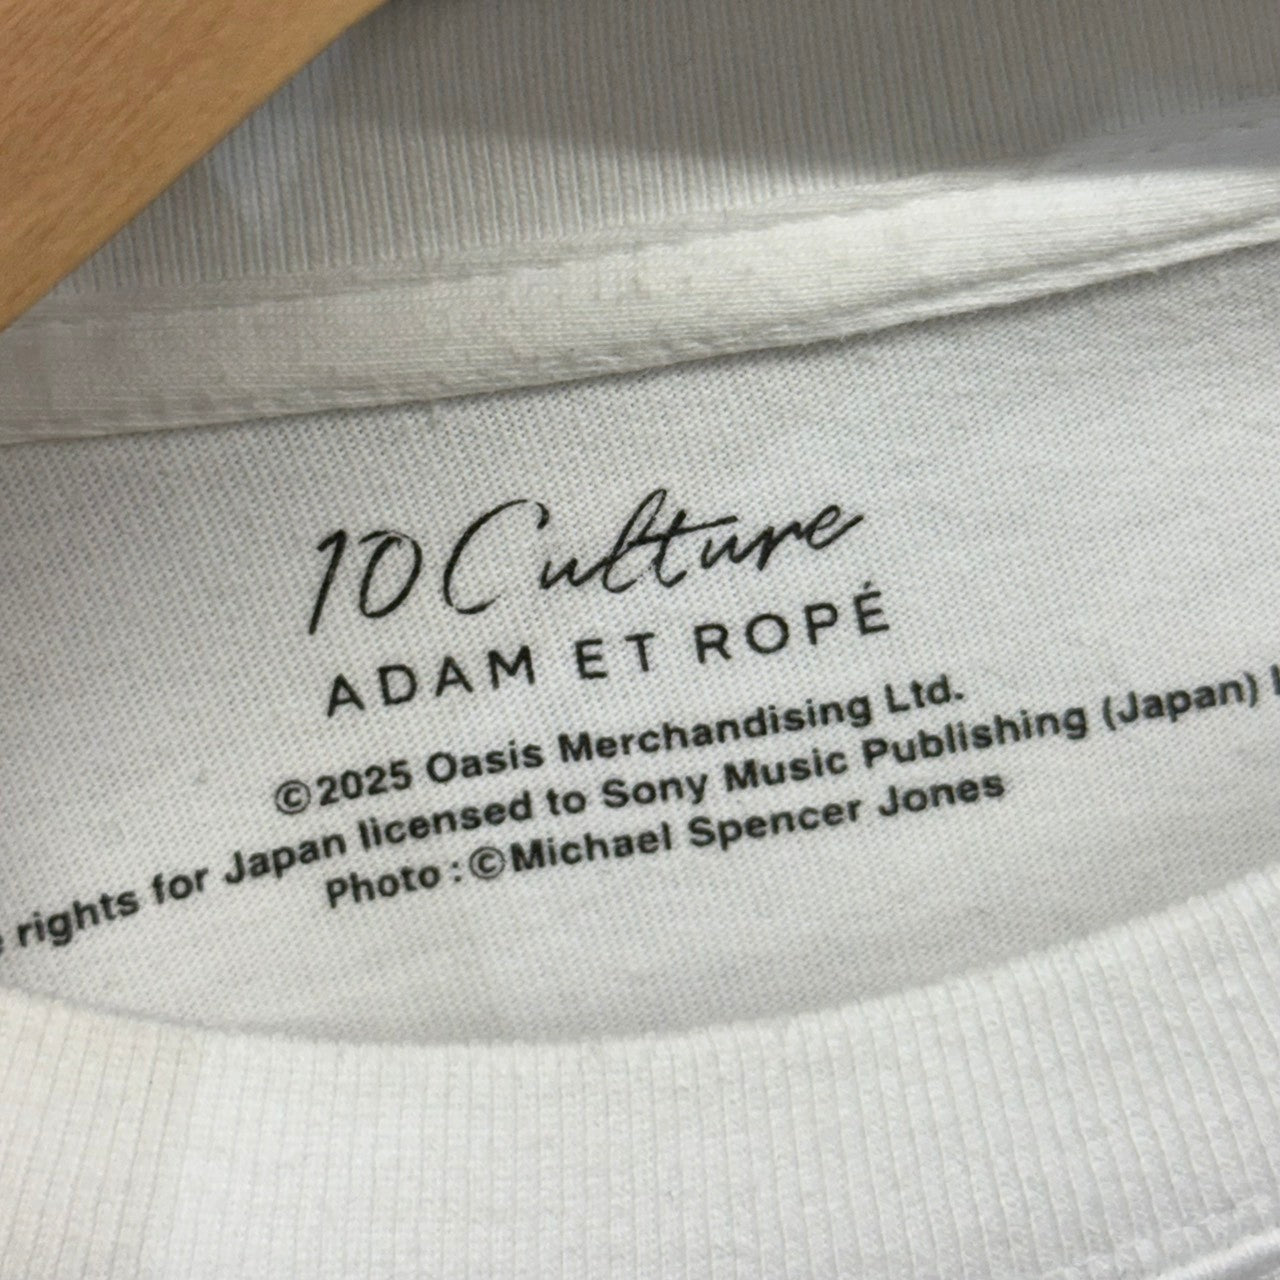 10 Culture
ADAM ET ROPÉ
©2025 Oasis Merchandising Ltd.
rights for Japan licensed to Sony Music Publishing (Japan)
Photo : ©Michael Spencer Jones